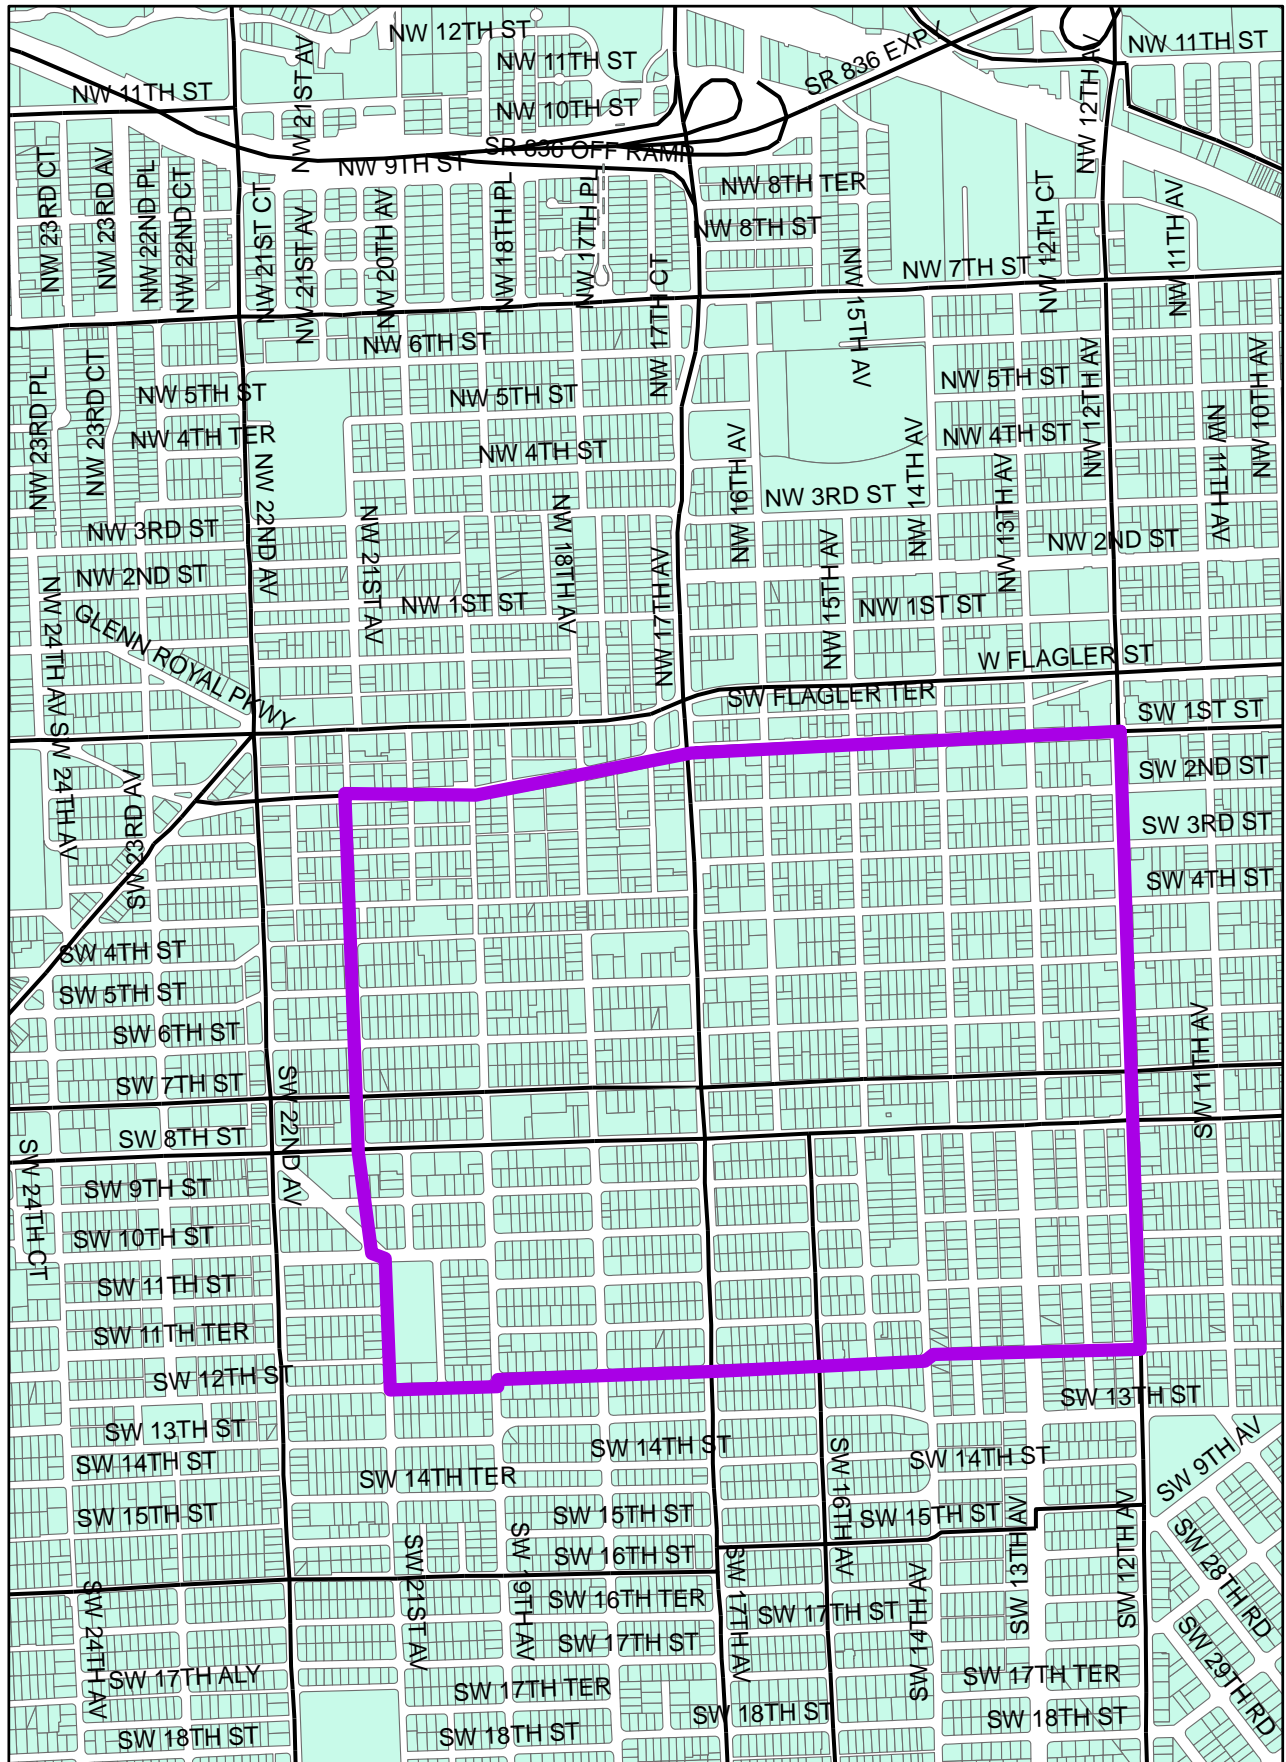 NW 12TH ST
NW 11TH ST
NW 11TH ST
NW 21ST AV
SR 836 EXPY
NW 12TH AV
NW 11TH ST
NW 10TH ST
SR 836 OFF RAMP
NW 9TH ST
NW 23RD CT
NW 23RD AV
NW 22ND PL
NW 22ND CT
NW 21ST CT
NW 21ST AV
NW 20TH AV
NW 18TH PL
NW 17TH PL
NW 17TH CT
NW 8TH TER
NW 8TH ST
NW 15TH AV
NW 7TH ST
NW 12TH CT
NW 11TH AV
NW 6TH ST
NW 23RD PL
NW 23RD CT
NW 5TH ST
NW 5TH ST
NW 5TH ST
NW 12TH AV
NW 10TH AV
NW 4TH TER
NW 4TH ST
NW 4TH ST
NW 16TH AV
NW 14TH AV
NW 13TH AV
NW 11TH AV
NW 22ND AV
NW 3RD ST
NW 3RD ST
NW 21ST AV
NW 18TH AV
NW 17TH AV
NW 15TH AV
NW 2ND ST
NW 2ND ST
NW 24TH AV
NW 1ST ST
NW 1ST ST
GLENN ROYAL PKWY
W FLAGLER ST
SW FLAGLER TER
SW 1ST ST
SW 24TH AV
SW 23RD AV
SW 2ND ST
SW 3RD ST
SW 4TH ST
SW 4TH ST
SW 5TH ST
SW 6TH ST
SW 7TH ST
SW 22ND AV
SW 11TH AV
SW 8TH ST
SW 24TH CT
SW 9TH ST
SW 10TH ST
SW 11TH ST
SW 11TH TER
SW 12TH ST
SW 13TH ST
SW 13TH ST
SW 14TH ST
SW 14TH ST
SW 14TH ST
SW 9TH AV
SW 14TH TER
SW 16TH AV
SW 15TH ST
SW 15TH ST
SW 15TH ST
SW 13TH AV
SW 12TH AV
SW 28TH RD
SW 21ST AV
SW 19TH AV
SW 16TH ST
SW 17TH AV
SW 14TH AV
SW 24TH AV
SW 16TH TER
SW 17TH ST
SW 17TH ST
SW 29TH RD
SW 17TH ALY
SW 17TH TER
SW 17TH TER
SW 18TH ST
SW 18TH ST
SW 18TH ST
SW 18TH ST